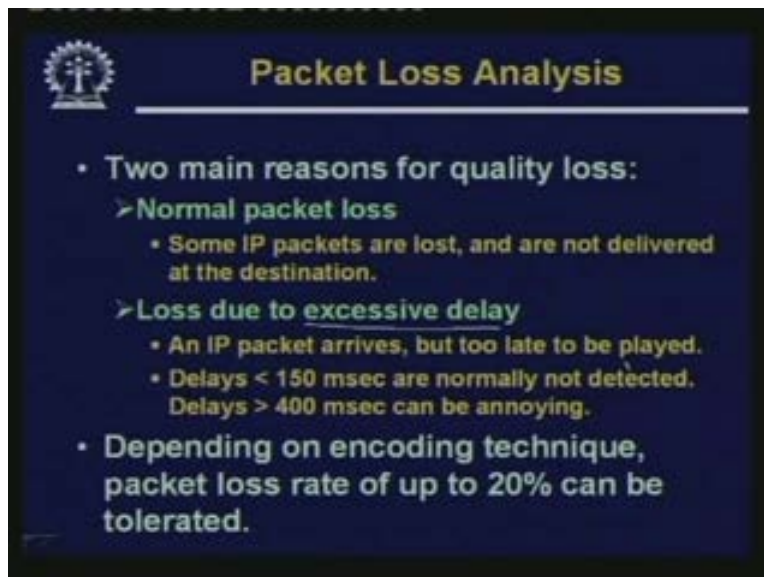 Packet Loss Analysis
• Two main reasons for quality loss:
➢Normal packet loss
▪ Some IP packets are lost, and are not delivered
at the destination.
➢Loss due to excessive delay
▪ An IP packet arrives, but too late to be played.
▪ Delays < 150 msec are normally not detected.
Delays > 400 msec can be annoying.
• Depending on encoding technique,
packet loss rate of up to 20% can be
tolerated.